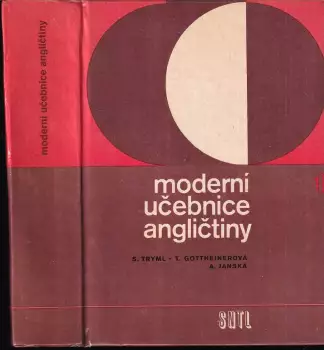 moderní učebnice angličtiny
moderní
učebnice
angličtiny
S. TRYML • T. GOTTHEINEROVÁ
A. JANSKÁ
SNTL